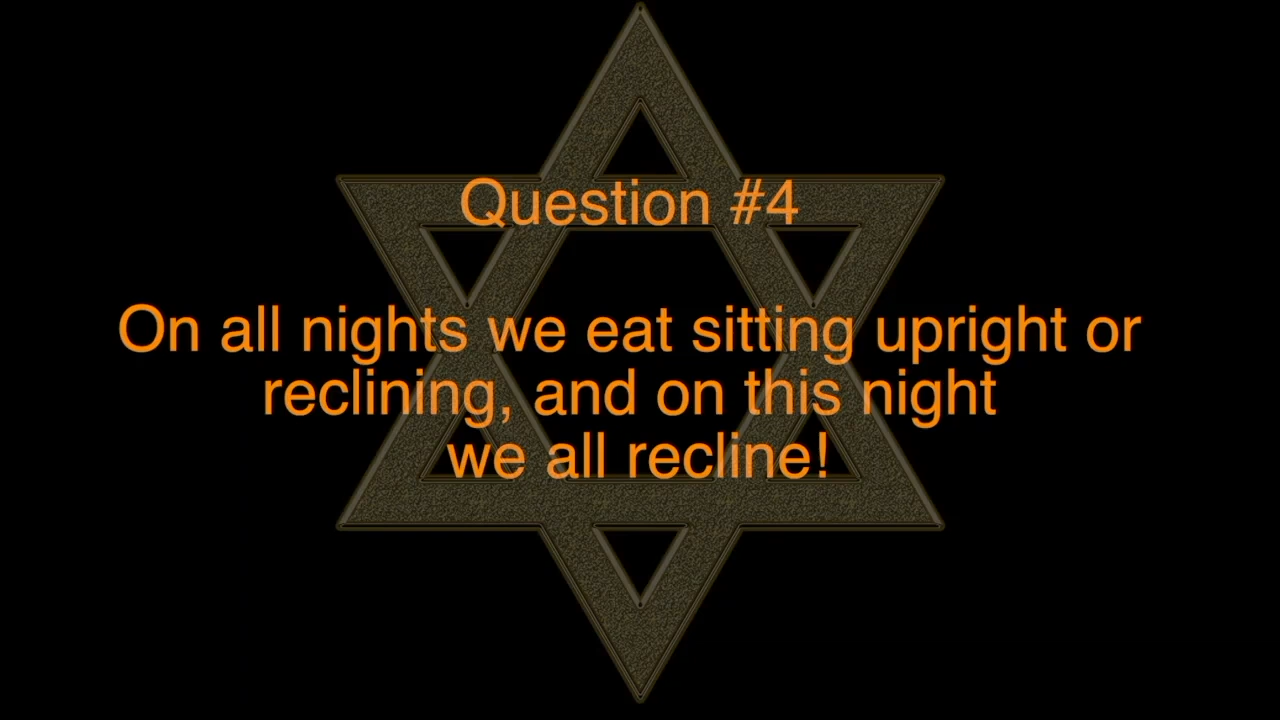 Question #4
On all nights we eat sitting upright or
reclining, and on this night
we all recline!